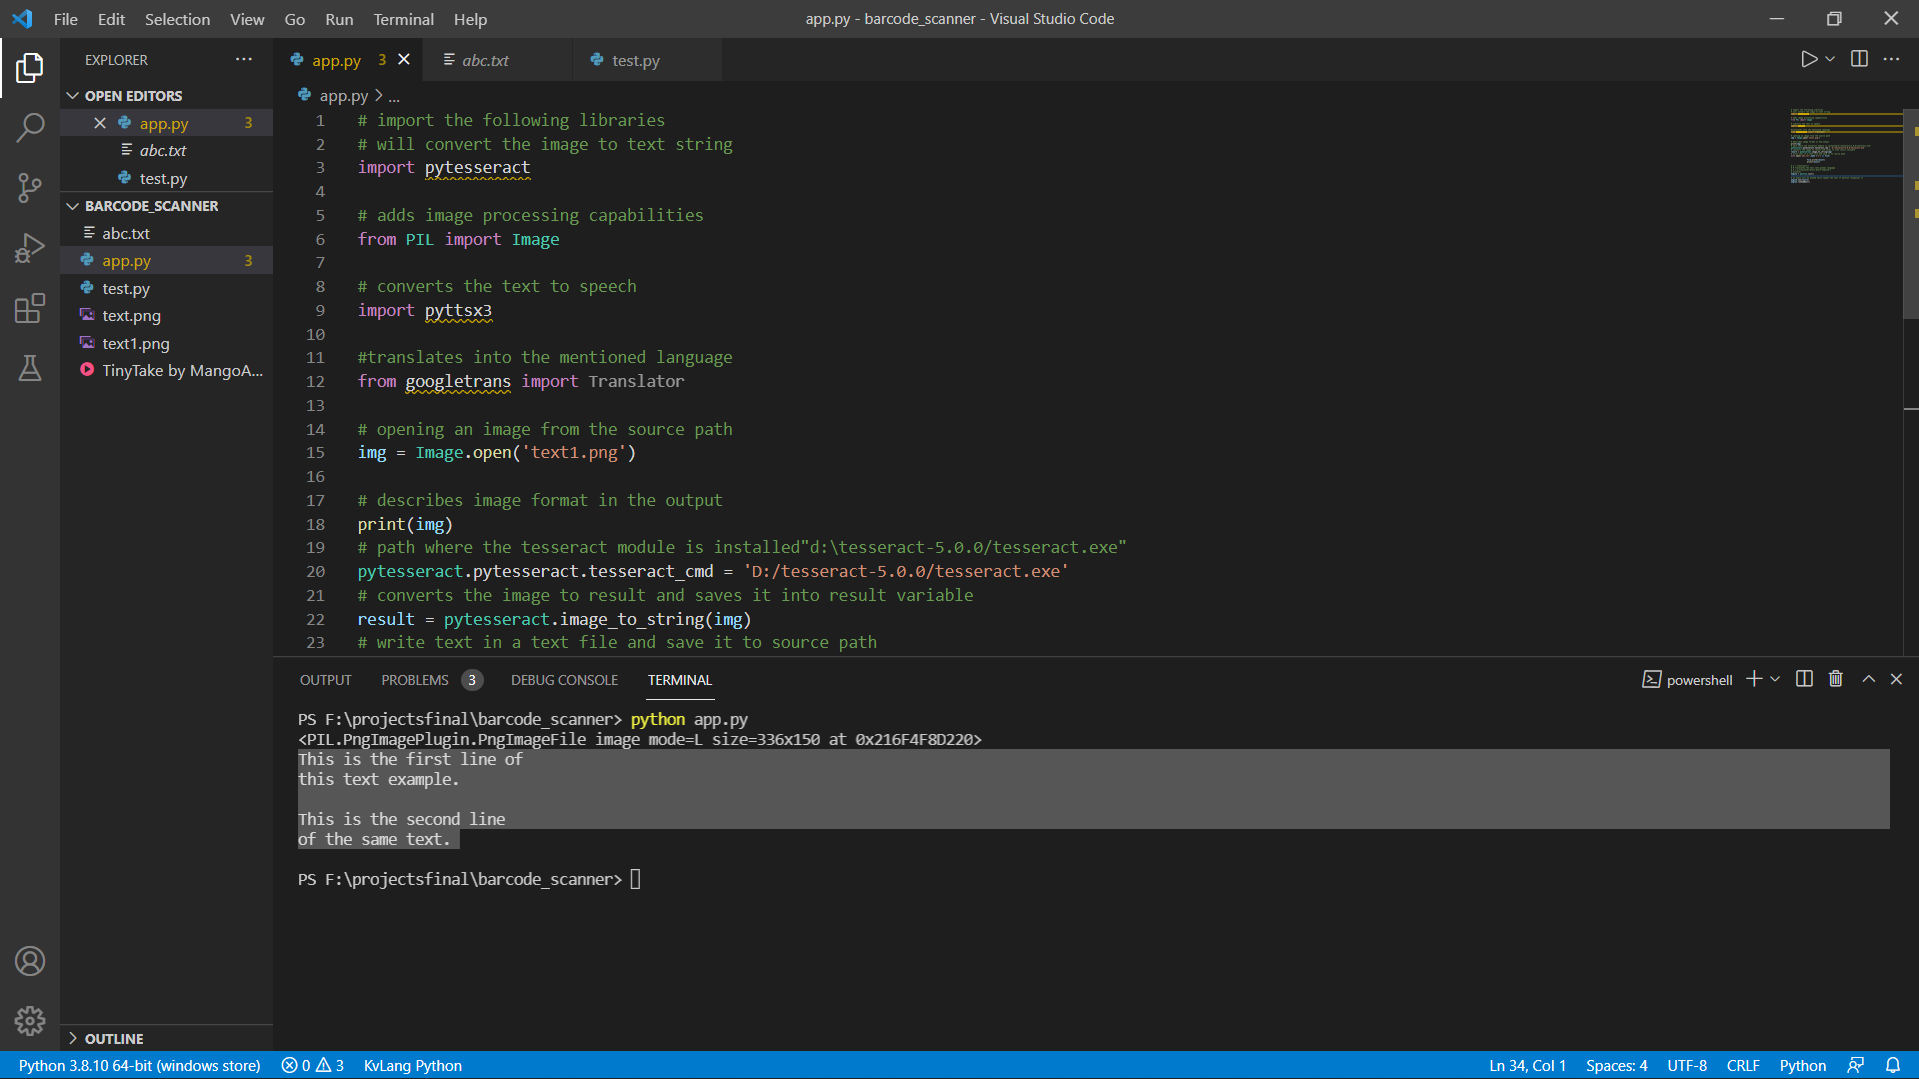 File Edit Selection View Go Run Terminal Help
app.py - barcode_scanner - Visual Studio Code
EXPLORER
OPEN EDITORS
app.py 3
abc.txt
test.py
BARCODE_SCANNER
abc.txt
app.py 3
test.py
text.png
text1.png
TinyTake by MangoA...
OUTLINE
app.py 3
abc.txt
test.py
app.py > ...
1 # import the following libraries
2 # will convert the image to text string
3 import pytesseract
4
5 # adds image processing capabilities
6 from PIL import Image
7
8 # converts the text to speech
9 import pyttsx3
10
11 #translates into the mentioned language
12 from googletrans import Translator
13
14 # opening an image from the source path
15 img = Image.open('text1.png')
16
17 # describes image format in the output
18 print(img)
19 # path where the tesseract module is installed"d:\tesseract-5.0.0/tesseract.exe"
20 pytesseract.pytesseract.tesseract_cmd = 'D:/tesseract-5.0.0/tesseract.exe'
21 # converts the image to result and saves it into result variable
22 result = pytesseract.image_to_string(img)
23 # write text in a text file and save it to source path
OUTPUT PROBLEMS 3 DEBUG CONSOLE TERMINAL
powershell
PS F:\projectsfinal\barcode_scanner> python app.py
<PIL.PngImagePlugin.PngImageFile image mode=L size=336x150 at 0x216F4F8D220>
This is the first line of
this text example.
This is the second line
of the same text.
PS F:\projectsfinal\barcode_scanner>
Python 3.8.10 64-bit (windows store) 0 3 KvLang Python
Ln 34, Col 1 Spaces: 4 UTF-8 CRLF Python